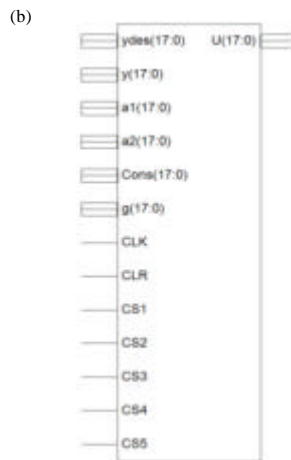 (b)
ydes(17:0) U(17:0)
y(17:0)
a1(17:0)
a2(17:0)
Cons(17:0)
g(17:0)
CLK
CLR
CS1
CS2
CS3
CS4
CS5